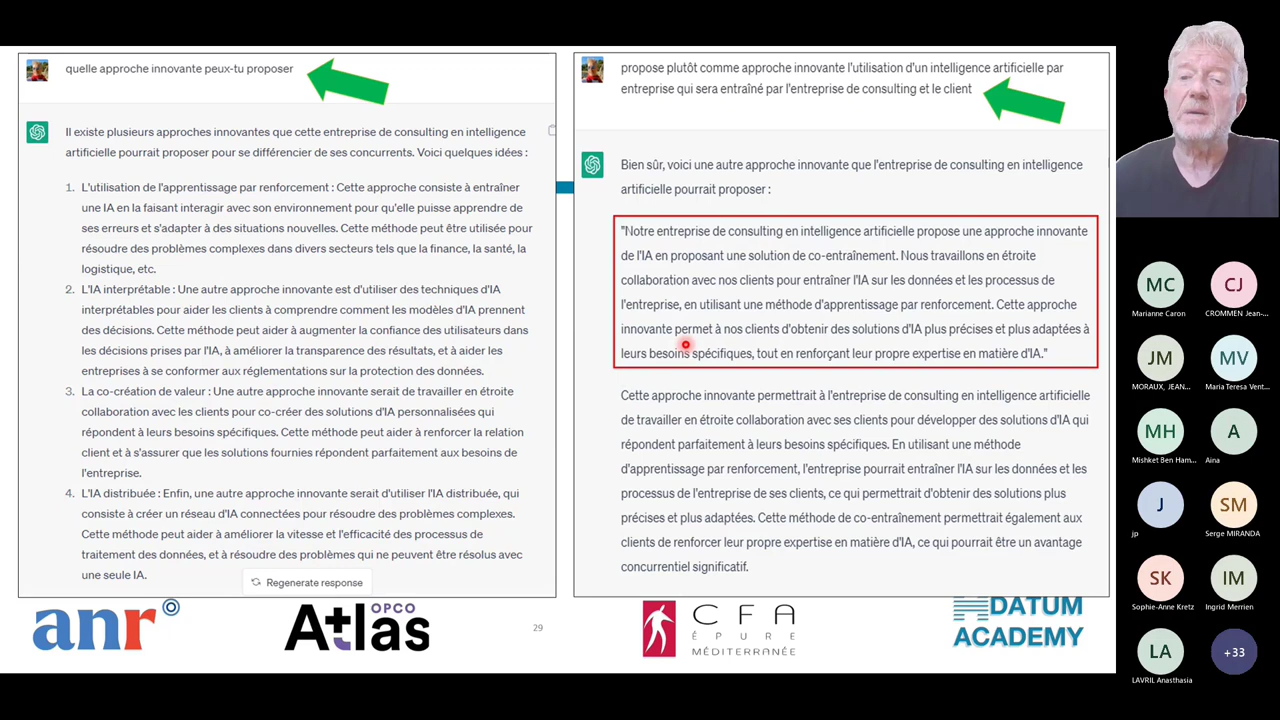 quelle approche innovante peux-tu proposer
Il existe plusieurs approches innovantes que cette entreprise de consulting en intelligence
artificielle pourrait proposer pour se différencier de ses concurrents. Voici quelques idées :
1. L'utilisation de l'apprentissage par renforcement : Cette approche consiste à entraîner
une IA en la faisant interagir avec son environnement pour qu'elle puisse apprendre de
ses erreurs et s'adapter à des situations nouvelles. Cette méthode peut être utilisée pour
résoudre des problèmes complexes dans divers secteurs tels que la finance, la santé, la
logistique, etc.
2. L'IA interprétable : Une autre approche innovante est d'utiliser des techniques d'IA
interprétables pour aider les clients à comprendre comment les modèles d'IA prennent
des décisions. Cette méthode peut aider à augmenter la confiance des utilisateurs dans
les décisions prises par l'IA, à améliorer la transparence des résultats, et à aider les
entreprises à se conformer aux réglementations sur la protection des données.
3. La co-création de valeur : Une autre approche innovante serait de travailler en étroite
collaboration avec les clients pour co-créer des solutions d'IA personnalisées qui
répondent à leurs besoins spécifiques. Cette méthode peut aider à renforcer la relation
client et à s'assurer que les solutions fournies répondent parfaitement aux besoins de
l'entreprise.
4. L'IA distribuée : Enfin, une autre approche innovante serait d'utiliser l'IA distribuée, qui
consiste à créer un réseau d'IA connectées pour résoudre des problèmes complexes.
Cette méthode peut aider à améliorer la vitesse et l'efficacité des processus de
traitement des données, et à résoudre des problèmes qui ne peuvent être résolus avec
une seule IA.
Regenerate response
propose plutôt comme approche innovante l'utilisation d'un intelligence artificielle par
entreprise qui sera entraîné par l'entreprise de consulting et le client
Bien sûr, voici une autre approche innovante que l'entreprise de consulting en intelligence
artificielle pourrait proposer :
"Notre entreprise de consulting en intelligence artificielle propose une approche innovante
de l'IA en proposant une solution de co-entraînement. Nous travaillons en étroite
collaboration avec nos clients pour entraîner l'IA sur les données et les processus de
l'entreprise, en utilisant une méthode d'apprentissage par renforcement. Cette approche
innovante permet à nos clients d'obtenir des solutions d'IA plus précises et plus adaptées à
leurs besoins spécifiques, tout en renforçant leur propre expertise en matière d'IA."
Cette approche innovante permettrait à l'entreprise de consulting en intelligence artificielle
de travailler en étroite collaboration avec ses clients pour développer des solutions d'IA qui
répondent parfaitement à leurs besoins spécifiques. En utilisant une méthode
d'apprentissage par renforcement, l'entreprise pourrait entraîner l'IA sur les données et les
processus de l'entreprise de ses clients, ce qui permettrait d'obtenir des solutions plus
précises et plus adaptées. Cette méthode de co-entraînement permettrait également aux
clients de renforcer leur propre expertise en matière d'IA, ce qui pourrait être un avantage
concurrentiel significatif.
anr
OPCO
Atlas
29
CFA
ÉPURE
MÉDITERRANÉE
DATUM
ACADEMY
MC
Marianne Caron
CJ
CROMMEN Jean-...
JM
MORAUX, JEAN...
MV
Maria Teresa Vent...
MH
Mishket Ben Ham...
A
Aina
J
jp
SM
Serge MIRANDA
SK
Sophie-Anne Kretz
IM
Ingrid Merrien
LA
LAVRIL Anasthasia
+33